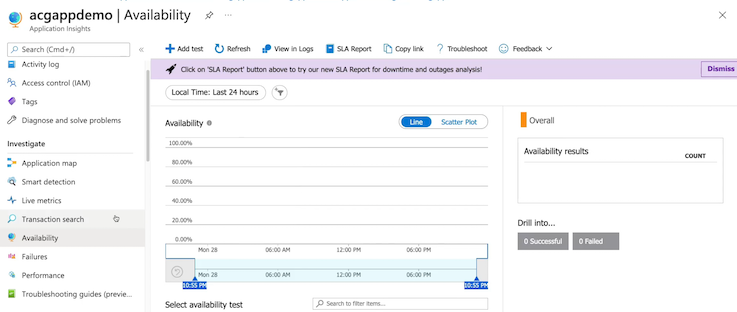 acgappdemo | Availability
Application Insights
Search (Cmd+/)
Activity log
Access control (IAM)
Tags
Diagnose and solve problems
Investigate
Application map
Smart detection
Live metrics
Transaction search
Availability
Failures
Performance
Troubleshooting guides (previe...
Add test
Refresh
View in Logs
SLA Report
Copy link
Troubleshoot
Feedback
Click on 'SLA Report' button above to try our new SLA Report for downtime and outages analysis!
Dismiss
Local Time: Last 24 hours
Availability
Line
Scatter Plot
100.00%
80.00%
60.00%
40.00%
20.00%
0.00%
Mon 28 06:00 AM 12:00 PM 06:00 PM
Mon 28 06:00 AM 12:00 PM 06:00 PM
10:55 PM 10:55 PM
Select availability test
Search to filter items...
Overall
Availability results
COUNT
Drill into...
0 Successful
0 Failed